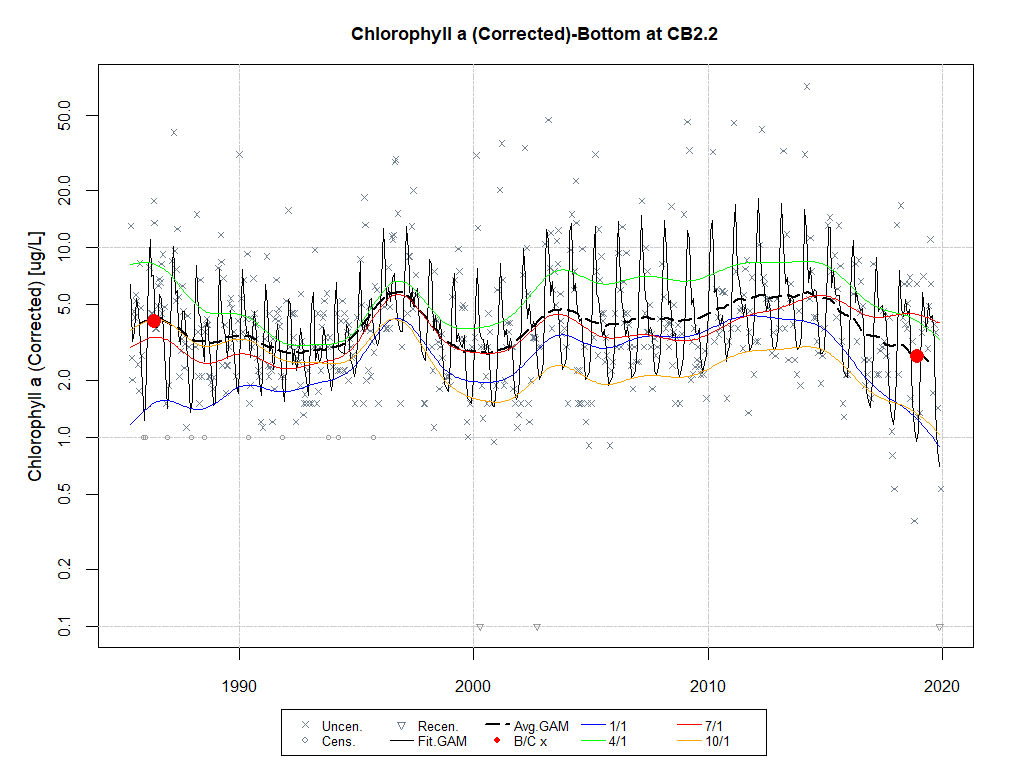 Chlorophyll a (Corrected)-Bottom at CB2.2
Chlorophyll a (Corrected) [ug/L]
50.0
20.0
10.0
5.0
2.0
1.0
0.5
0.2
0.1
1990 2000 2010 2020
Uncen. Recen. Avg.GAM 1/1 7/1
Cens. Fit.GAM B/C x 4/1 10/1